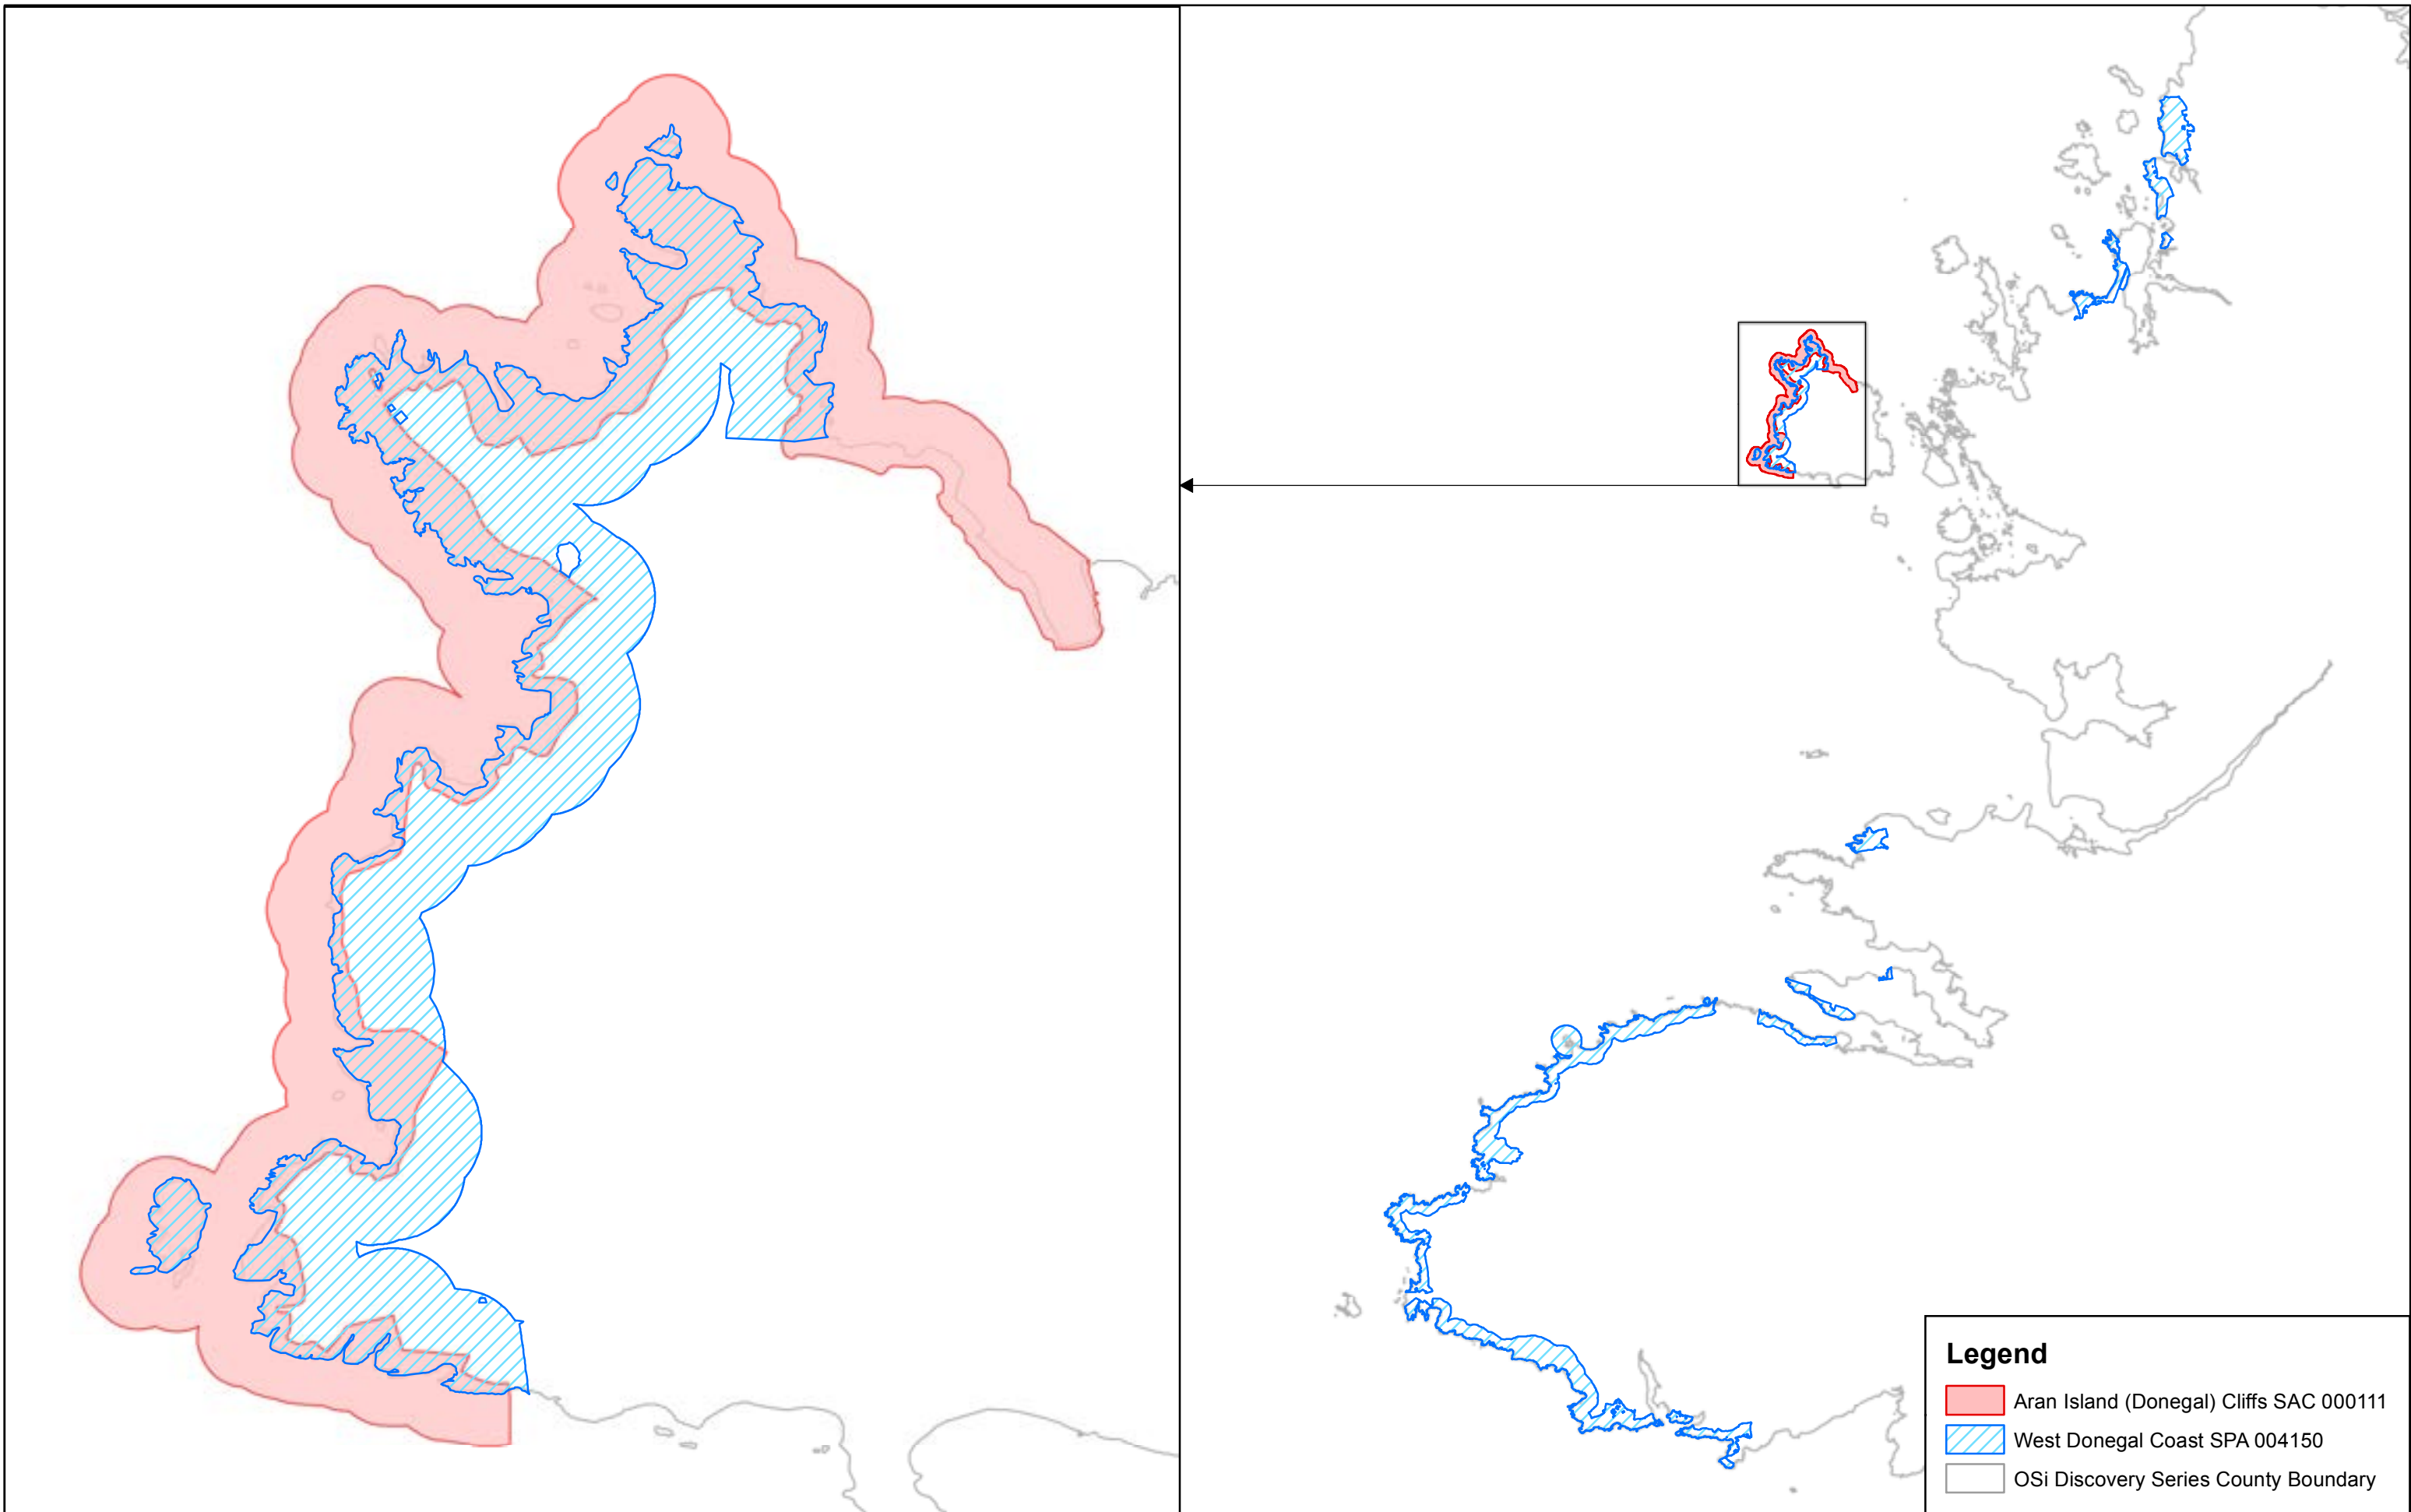 Legend
Aran Island (Donegal) Cliffs SAC 000111
West Donegal Coast SPA 004150
OSi Discovery Series County Boundary